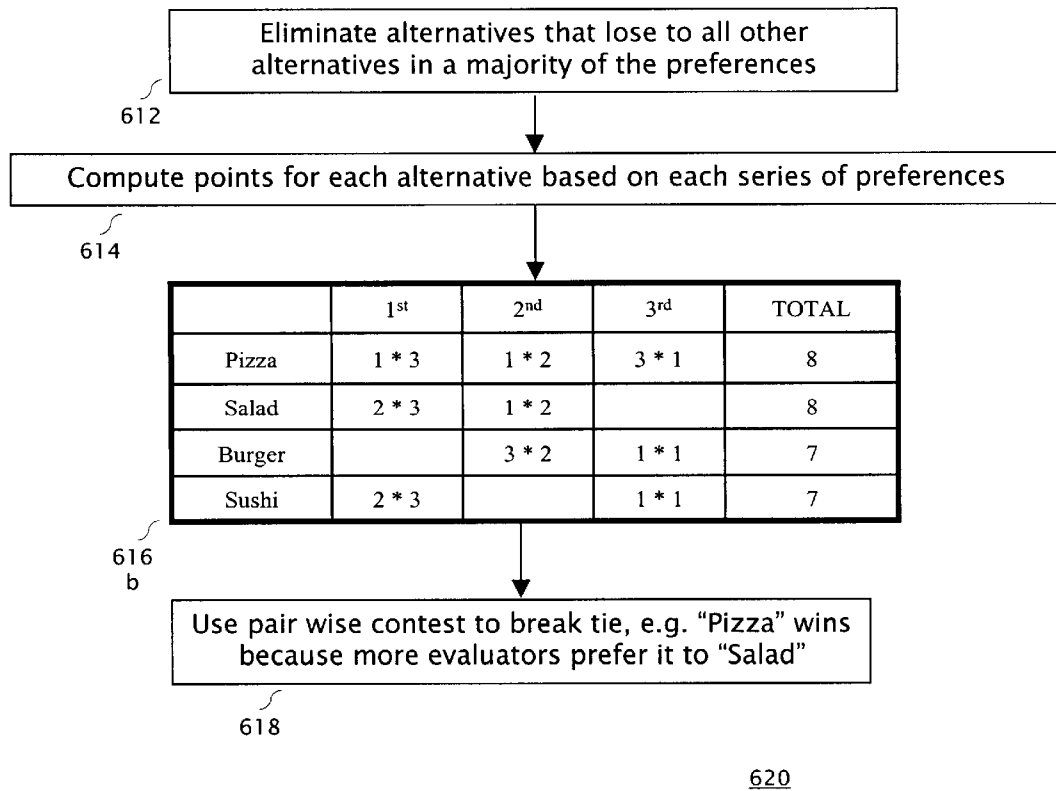 Eliminate alternatives that lose to all other
alternatives in a majority of the preferences
612
Compute points for each alternative based on each series of preferences
614
1st 2nd 3rd TOTAL
Pizza 1 * 3 1 * 2 3 * 1 8
Salad 2 * 3 1 * 2 8
Burger 3 * 2 1 * 1 7
Sushi 2 * 3 1 * 1 7
616
b
Use pair wise contest to break tie, e.g. “Pizza” wins
because more evaluators prefer it to “Salad”
618
620